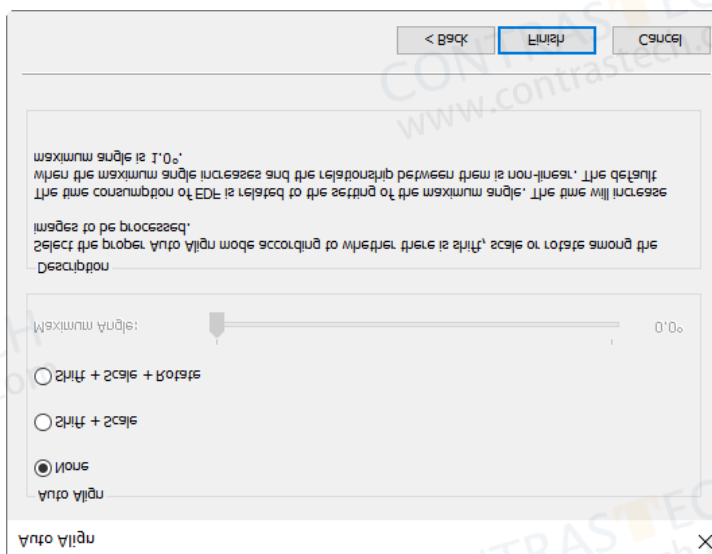 Auto Align
Auto Align
None
Shift + Scale
Shift + Scale + Rotate
Maximum Angle: 0.0°
Description
Select the proper Auto Align mode according to whether there is shift, scale or rotate among the
images to be processed.
The time consumption of EDF is related to the setting of the maximum angle. The time will increase
when the maximum angle increases and the relationship between them is non-linear. The default
maximum angle is 1.0°.
< Back Finish Cancel
CONTRASTECH
www.contrastech.c